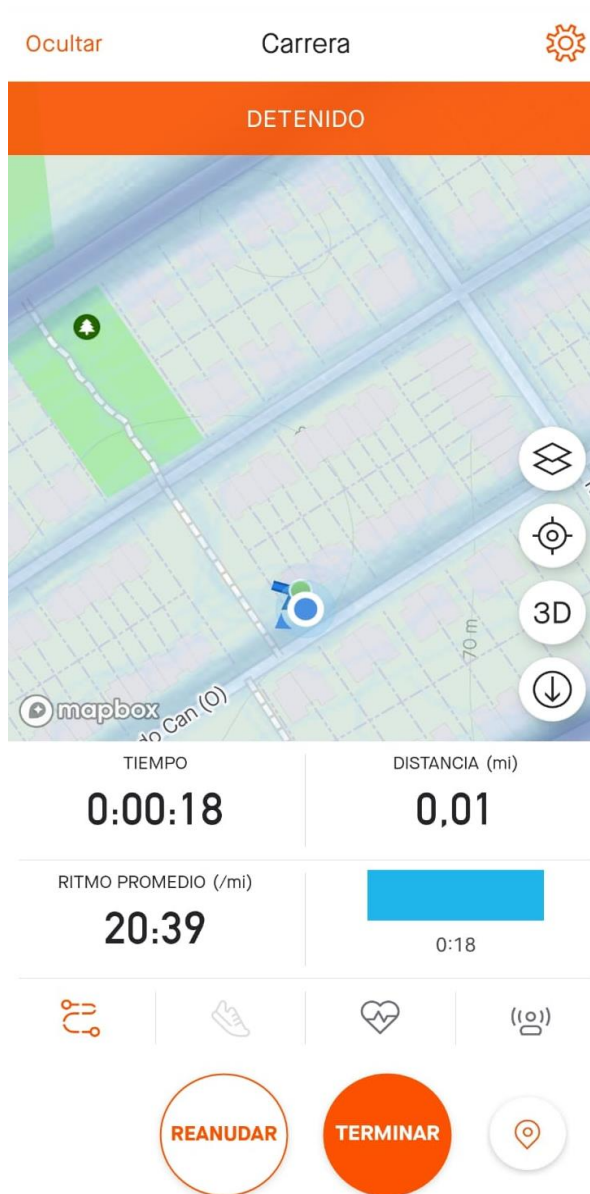 Ocultar
Carrera
DETENIDO
3D
70 m
mapbox
do Can (O)
TIEMPO
DISTANCIA (mi)
0:00:18
0,01
RITMO PROMEDIO (/mi)
20:39
0:18
REANUDAR
TERMINAR